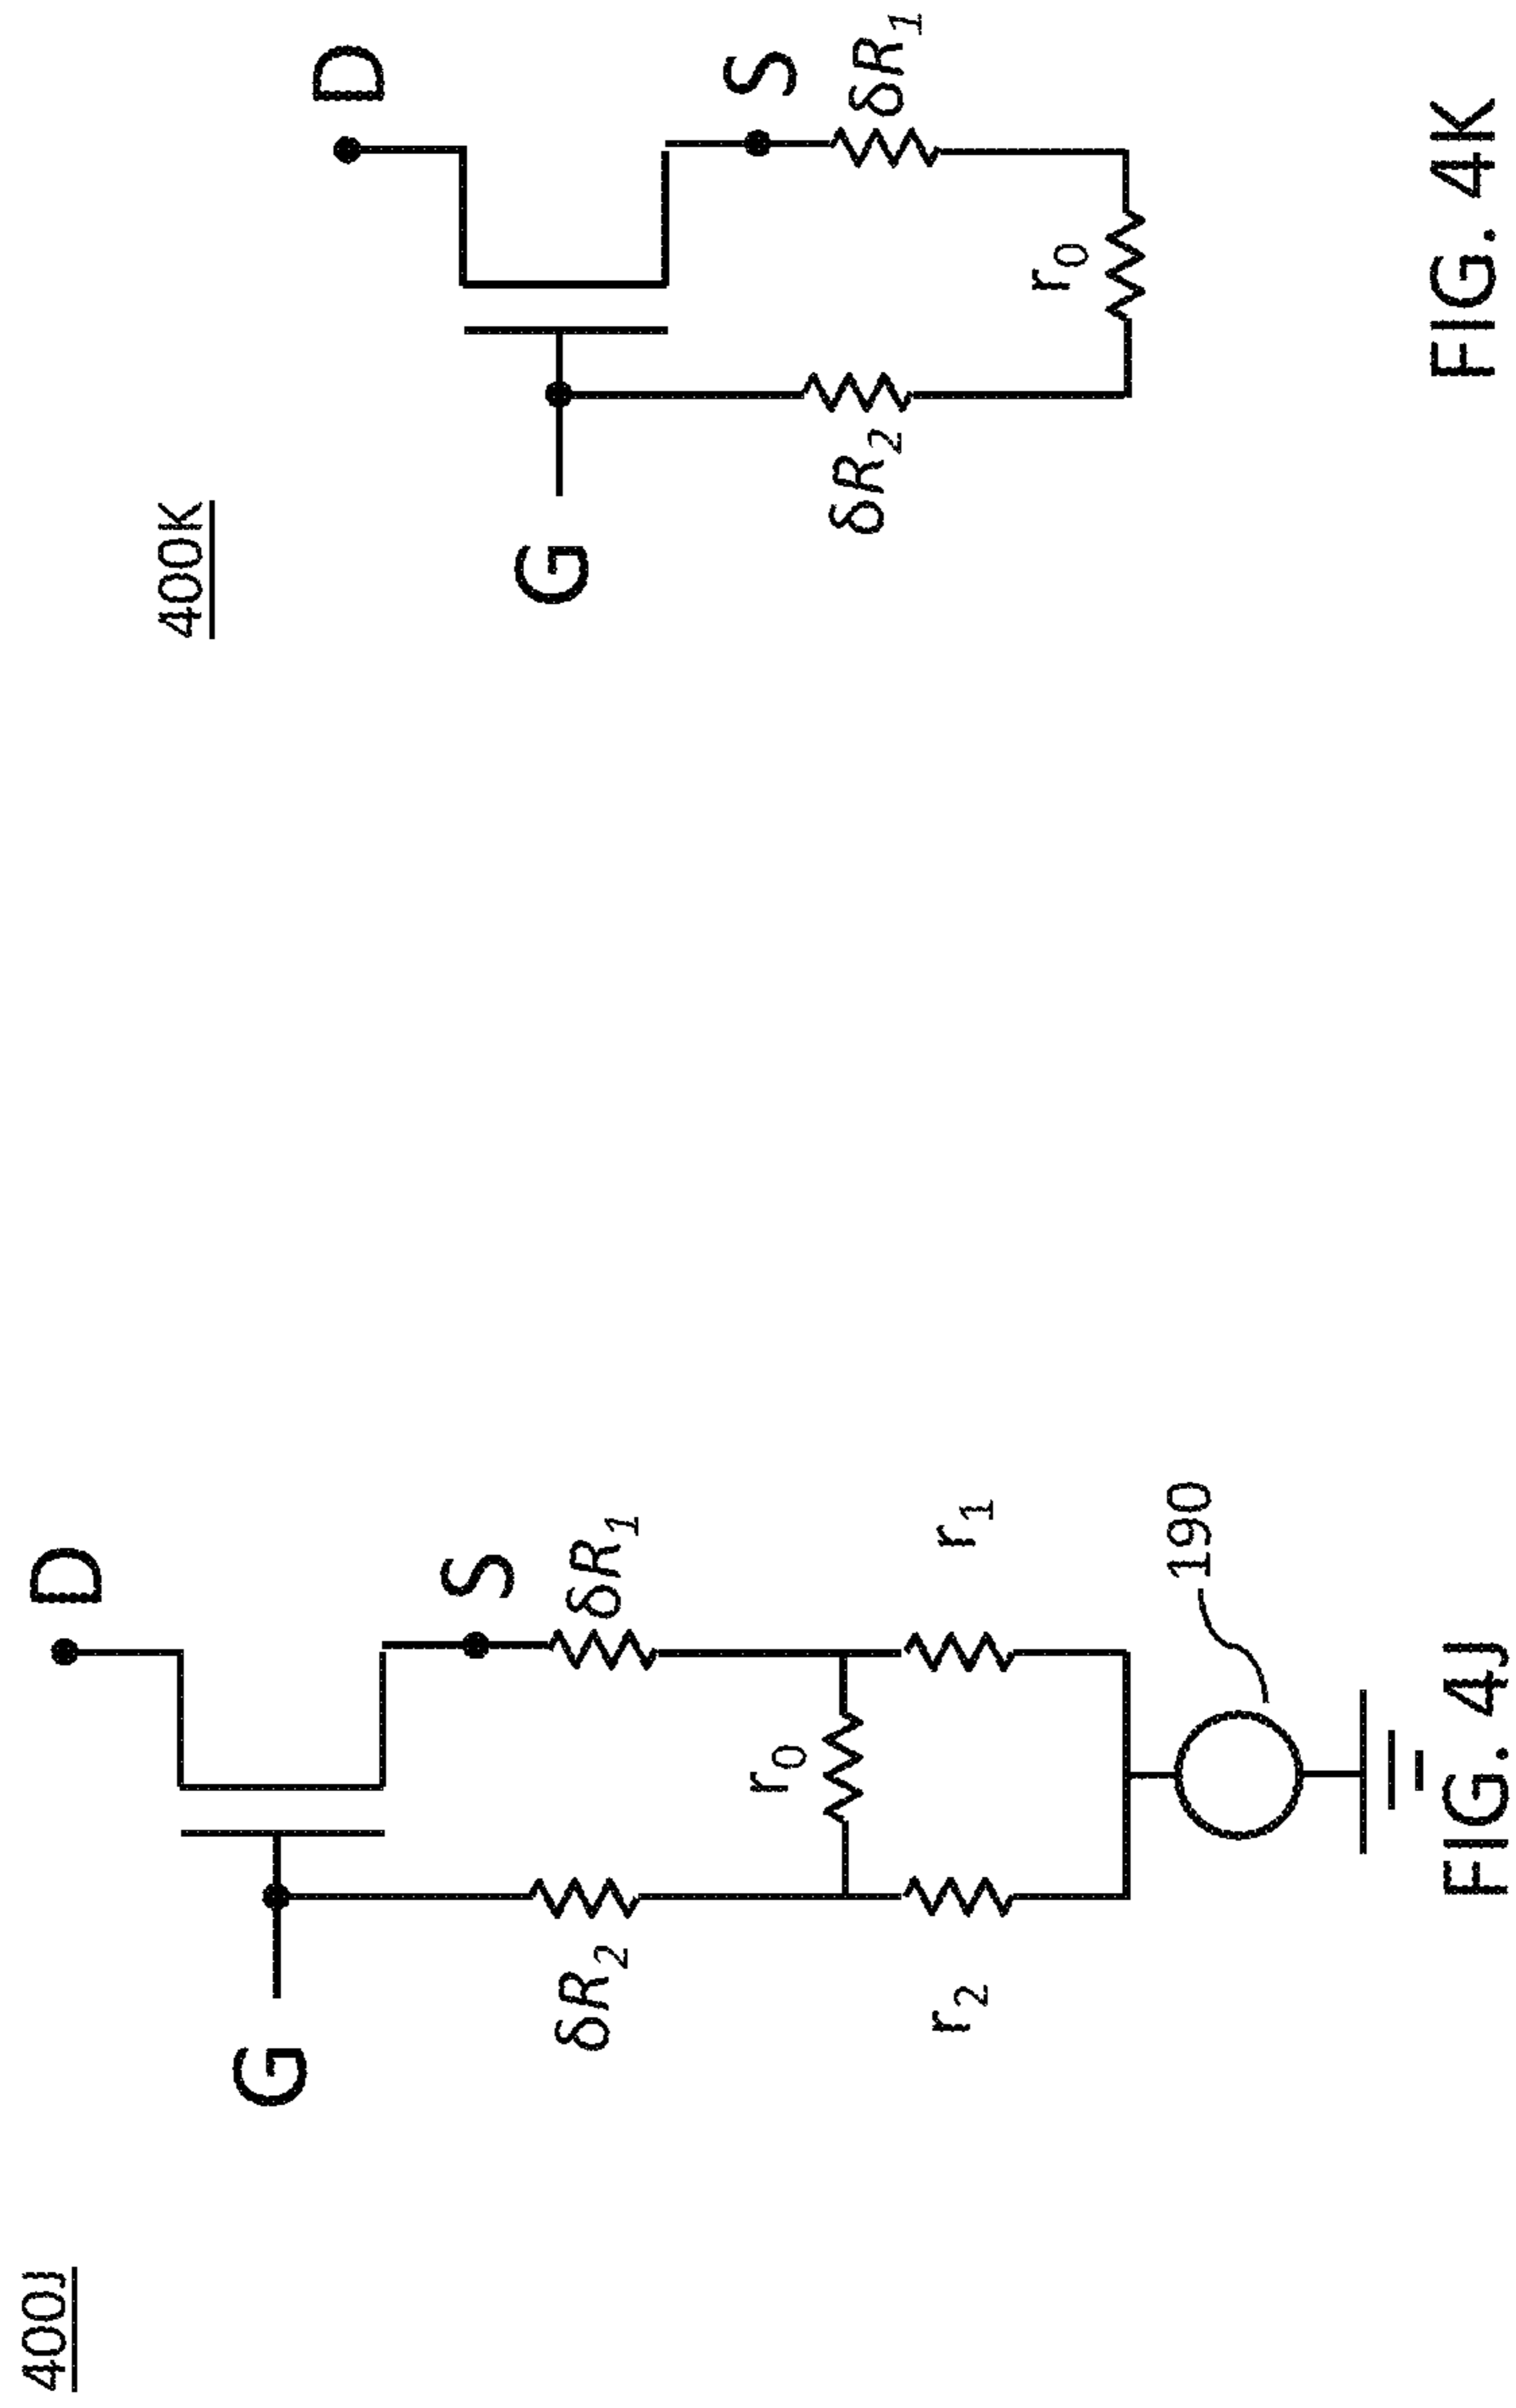 400J
D
G
S
δR2
δR1
r0
r2
r1
190
FIG. 4J
400K
D
G
S
δR2
δR1
r0
FIG. 4K